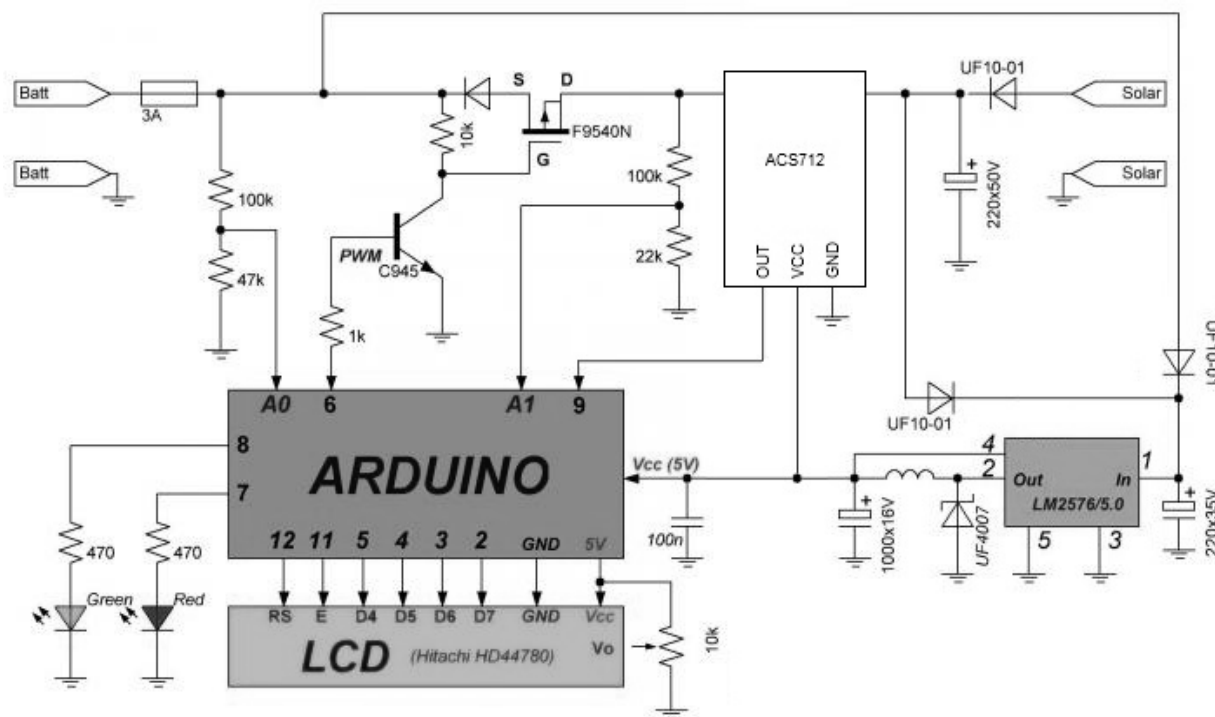 UF10-01
Batt
3A
S
D
F9540N
G
10k
ACS712
Solar
Batt
100k
100k
220x50V
Solar
PWM
C945
47k
22k
OUT
VCC
GND
1k
UF10-01
A0
6
A1
9
UF10-01
8
7
ARDUINO
Vcc (5V)
4
2
Out
In
1
LM2576/5.0
5
3
100n
1000x16V
UF4007
220x35V
470
470
12
11
5
4
3
2
GND
5V
Green
Red
RS
E
D4
D5
D6
D7
GND
Vcc
LCD
(Hitachi HD44780)
Vo
10k